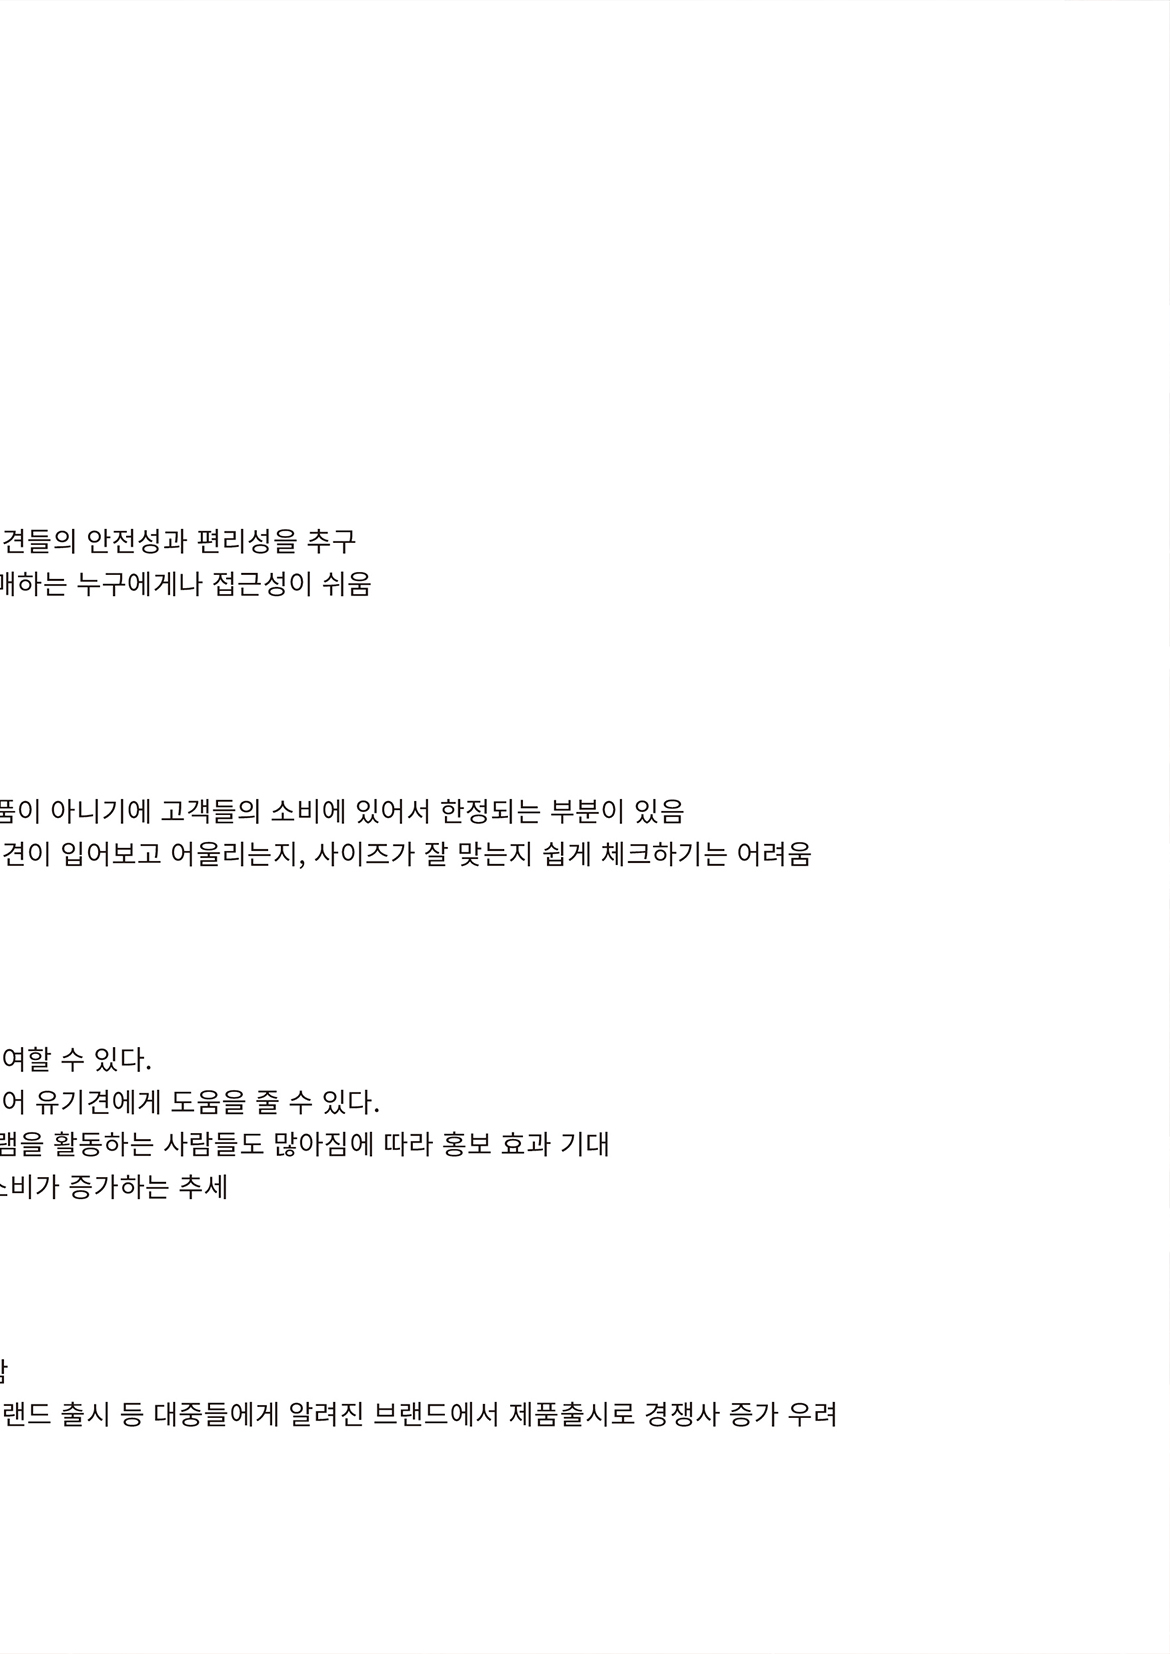 견들의 안전성과 편리성을 추구
매하는 누구에게나 접근성이 쉬움
품이 아니기에 고객들의 소비에 있어서 한정되는 부분이 있음
견이 입어보고 어울리는지, 사이즈가 잘 맞는지 쉽게 체크하기는 어려움
여할 수 있다.
어 유기견에게 도움을 줄 수 있다.
램을 활동하는 사람들도 많아짐에 따라 홍보 효과 기대
소비가 증가하는 추세
랜드 출시 등 대중들에게 알려진 브랜드에서 제품출시로 경쟁사 증가 우려